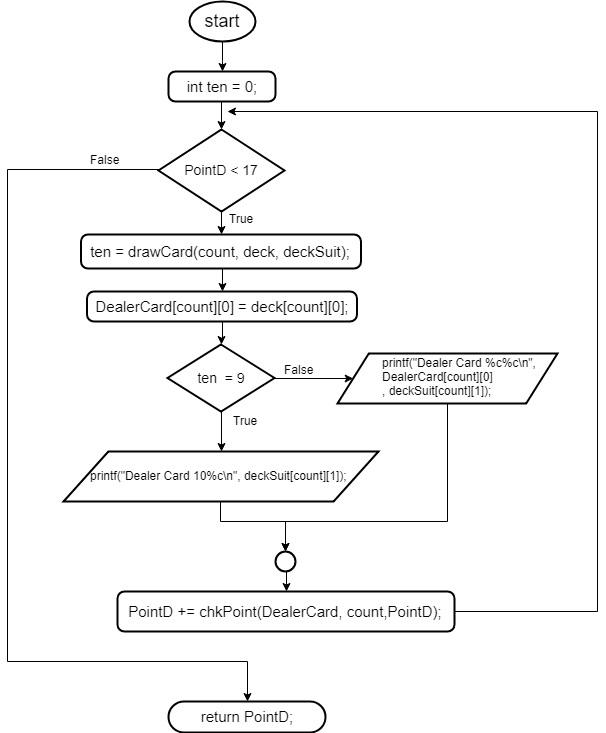 start
int ten = 0;
False
PointD < 17
True
ten = drawCard(count, deck, deckSuit);
DealerCard[count][0] = deck[count][0];
ten = 9
False
printf("Dealer Card %c%c\n",
DealerCard[count][0]
, deckSuit[count][1]);
True
printf("Dealer Card 10%c\n", deckSuit[count][1]);
PointD += chkPoint(DealerCard, count,PointD);
return PointD;